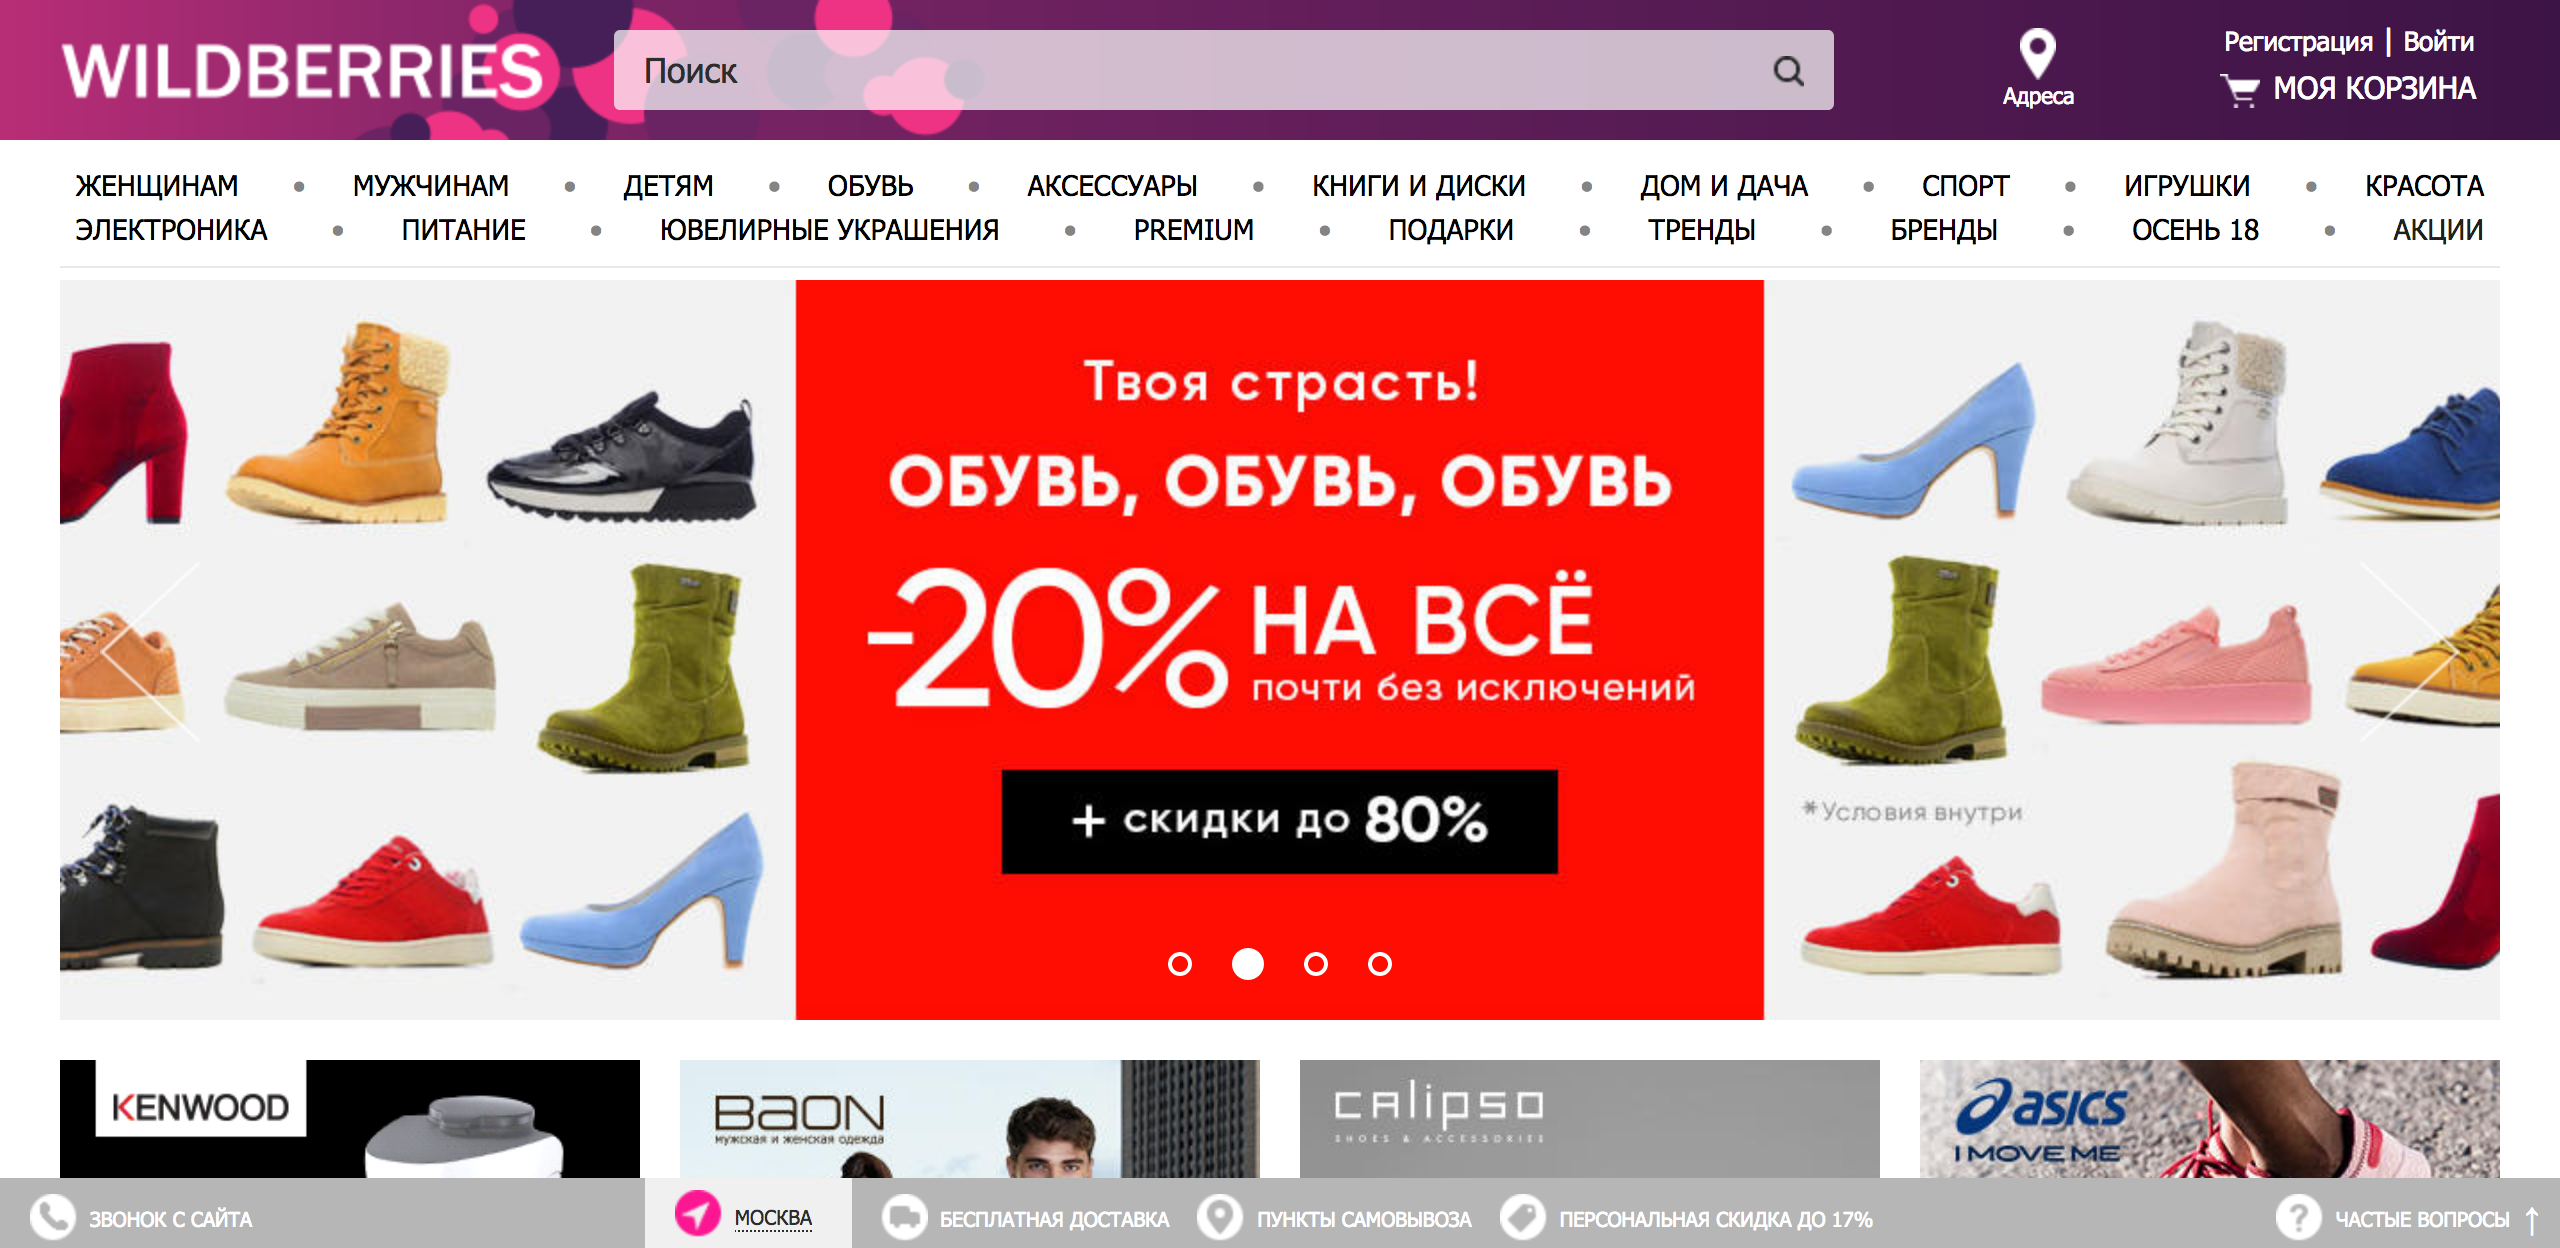 WILDBERRIES
Поиск
Адреса
Регистрация | Войти
МОЯ КОРЗИНА
ЖЕНЩИНАМ • МУЖЧИНАМ • ДЕТЯМ • ОБУВЬ • АКСЕССУАРЫ • КНИГИ И ДИСКИ • ДОМ И ДАЧА • СПОРТ • ИГРУШКИ • КРАСОТА
ЭЛЕКТРОНИКА • ПИТАНИЕ • ЮВЕЛИРНЫЕ УКРАШЕНИЯ • PREMIUM • ПОДАРКИ • ТРЕНДЫ • БРЕНДЫ • ОСЕНЬ 18 • АКЦИИ
Твоя страсть!
ОБУВЬ, ОБУВЬ, ОБУВЬ
-20% НА ВСЁ
почти без исключений
+ скидки до 80%
*Условия внутри
KENWOOD
BAON
мужская и женская одежда
calipso
SHOES & ACCESSORIES
asics
I MOVE ME
ЗВОНОК С САЙТА
МОСКВА
БЕСПЛАТНАЯ ДОСТАВКА
ПУНКТЫ САМОВЫВОЗА
ПЕРСОНАЛЬНАЯ СКИДКА ДО 17%
? ЧАСТЫЕ ВОПРОСЫ ↑